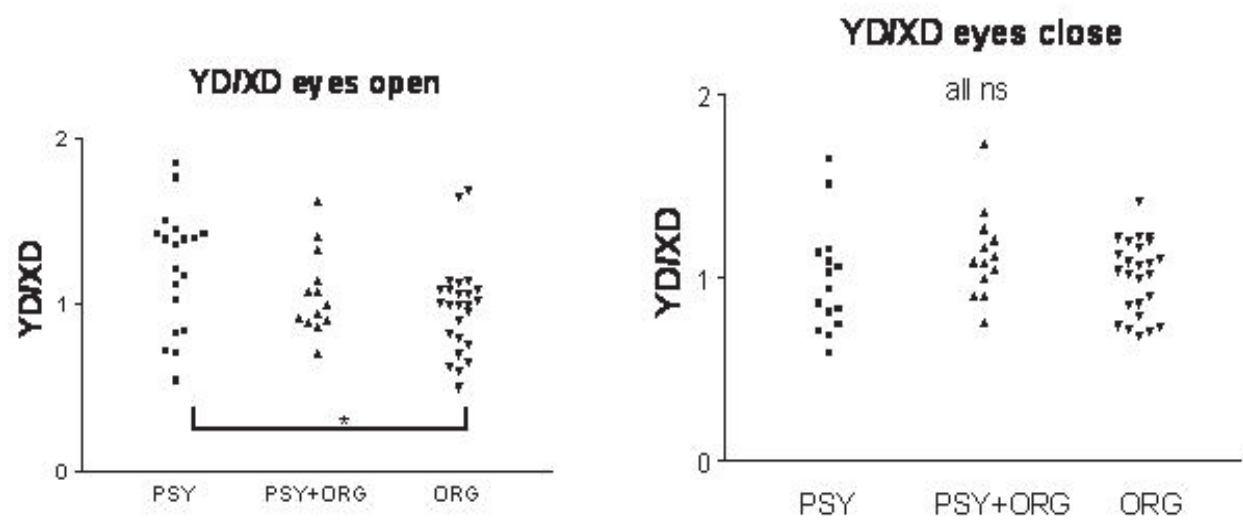 YD/XD eyes open
2
1
0
YD/XD
*
PSY PSY+ORG ORG
YD/XD eyes close
all ns
2
1
0
YD/XD
PSY PSY+ORG ORG